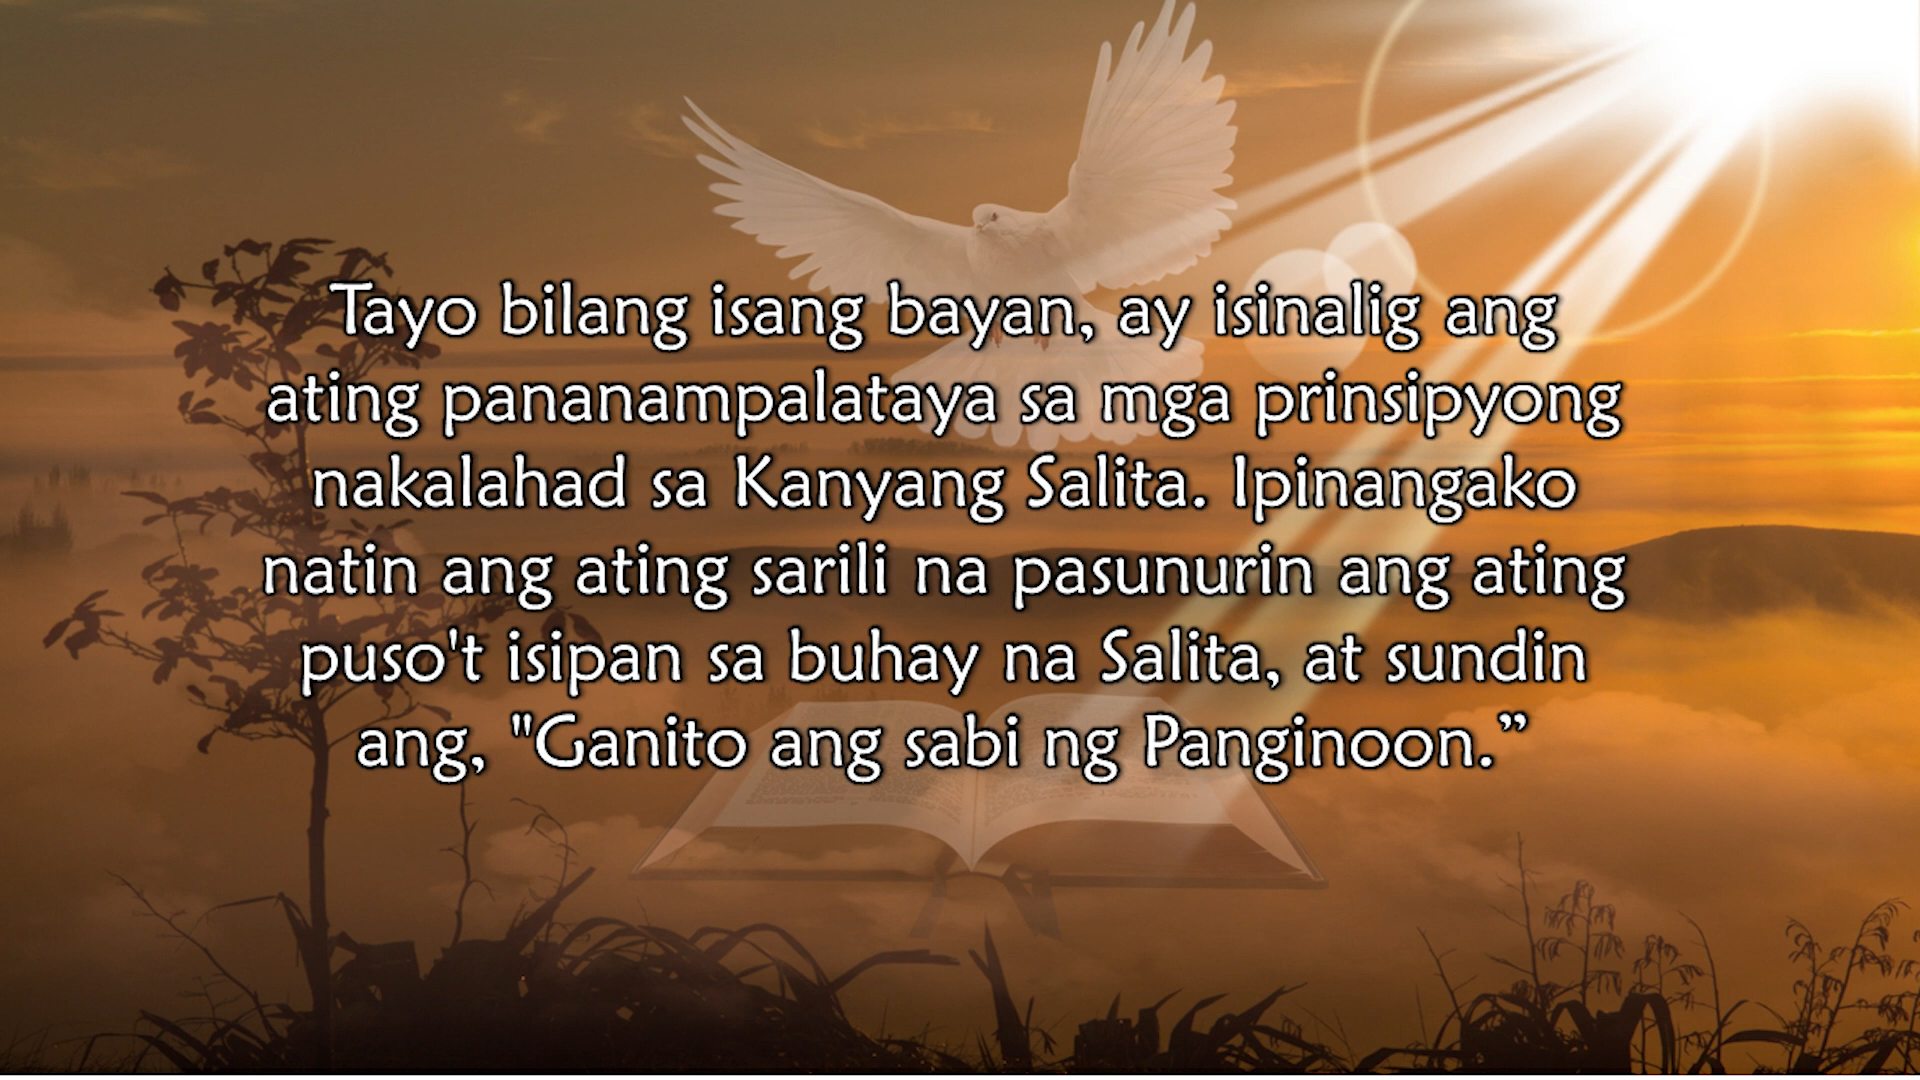 Tayo bilang isang bayan, ay isinalig ang
ating pananampalataya sa mga prinsipyong
nakalahad sa Kanyang Salita. Ipinangako
natin ang ating sarili na pasunurin ang ating
puso't isipan sa buhay na Salita, at sundin
ang, "Ganito ang sabi ng Panginoon.”